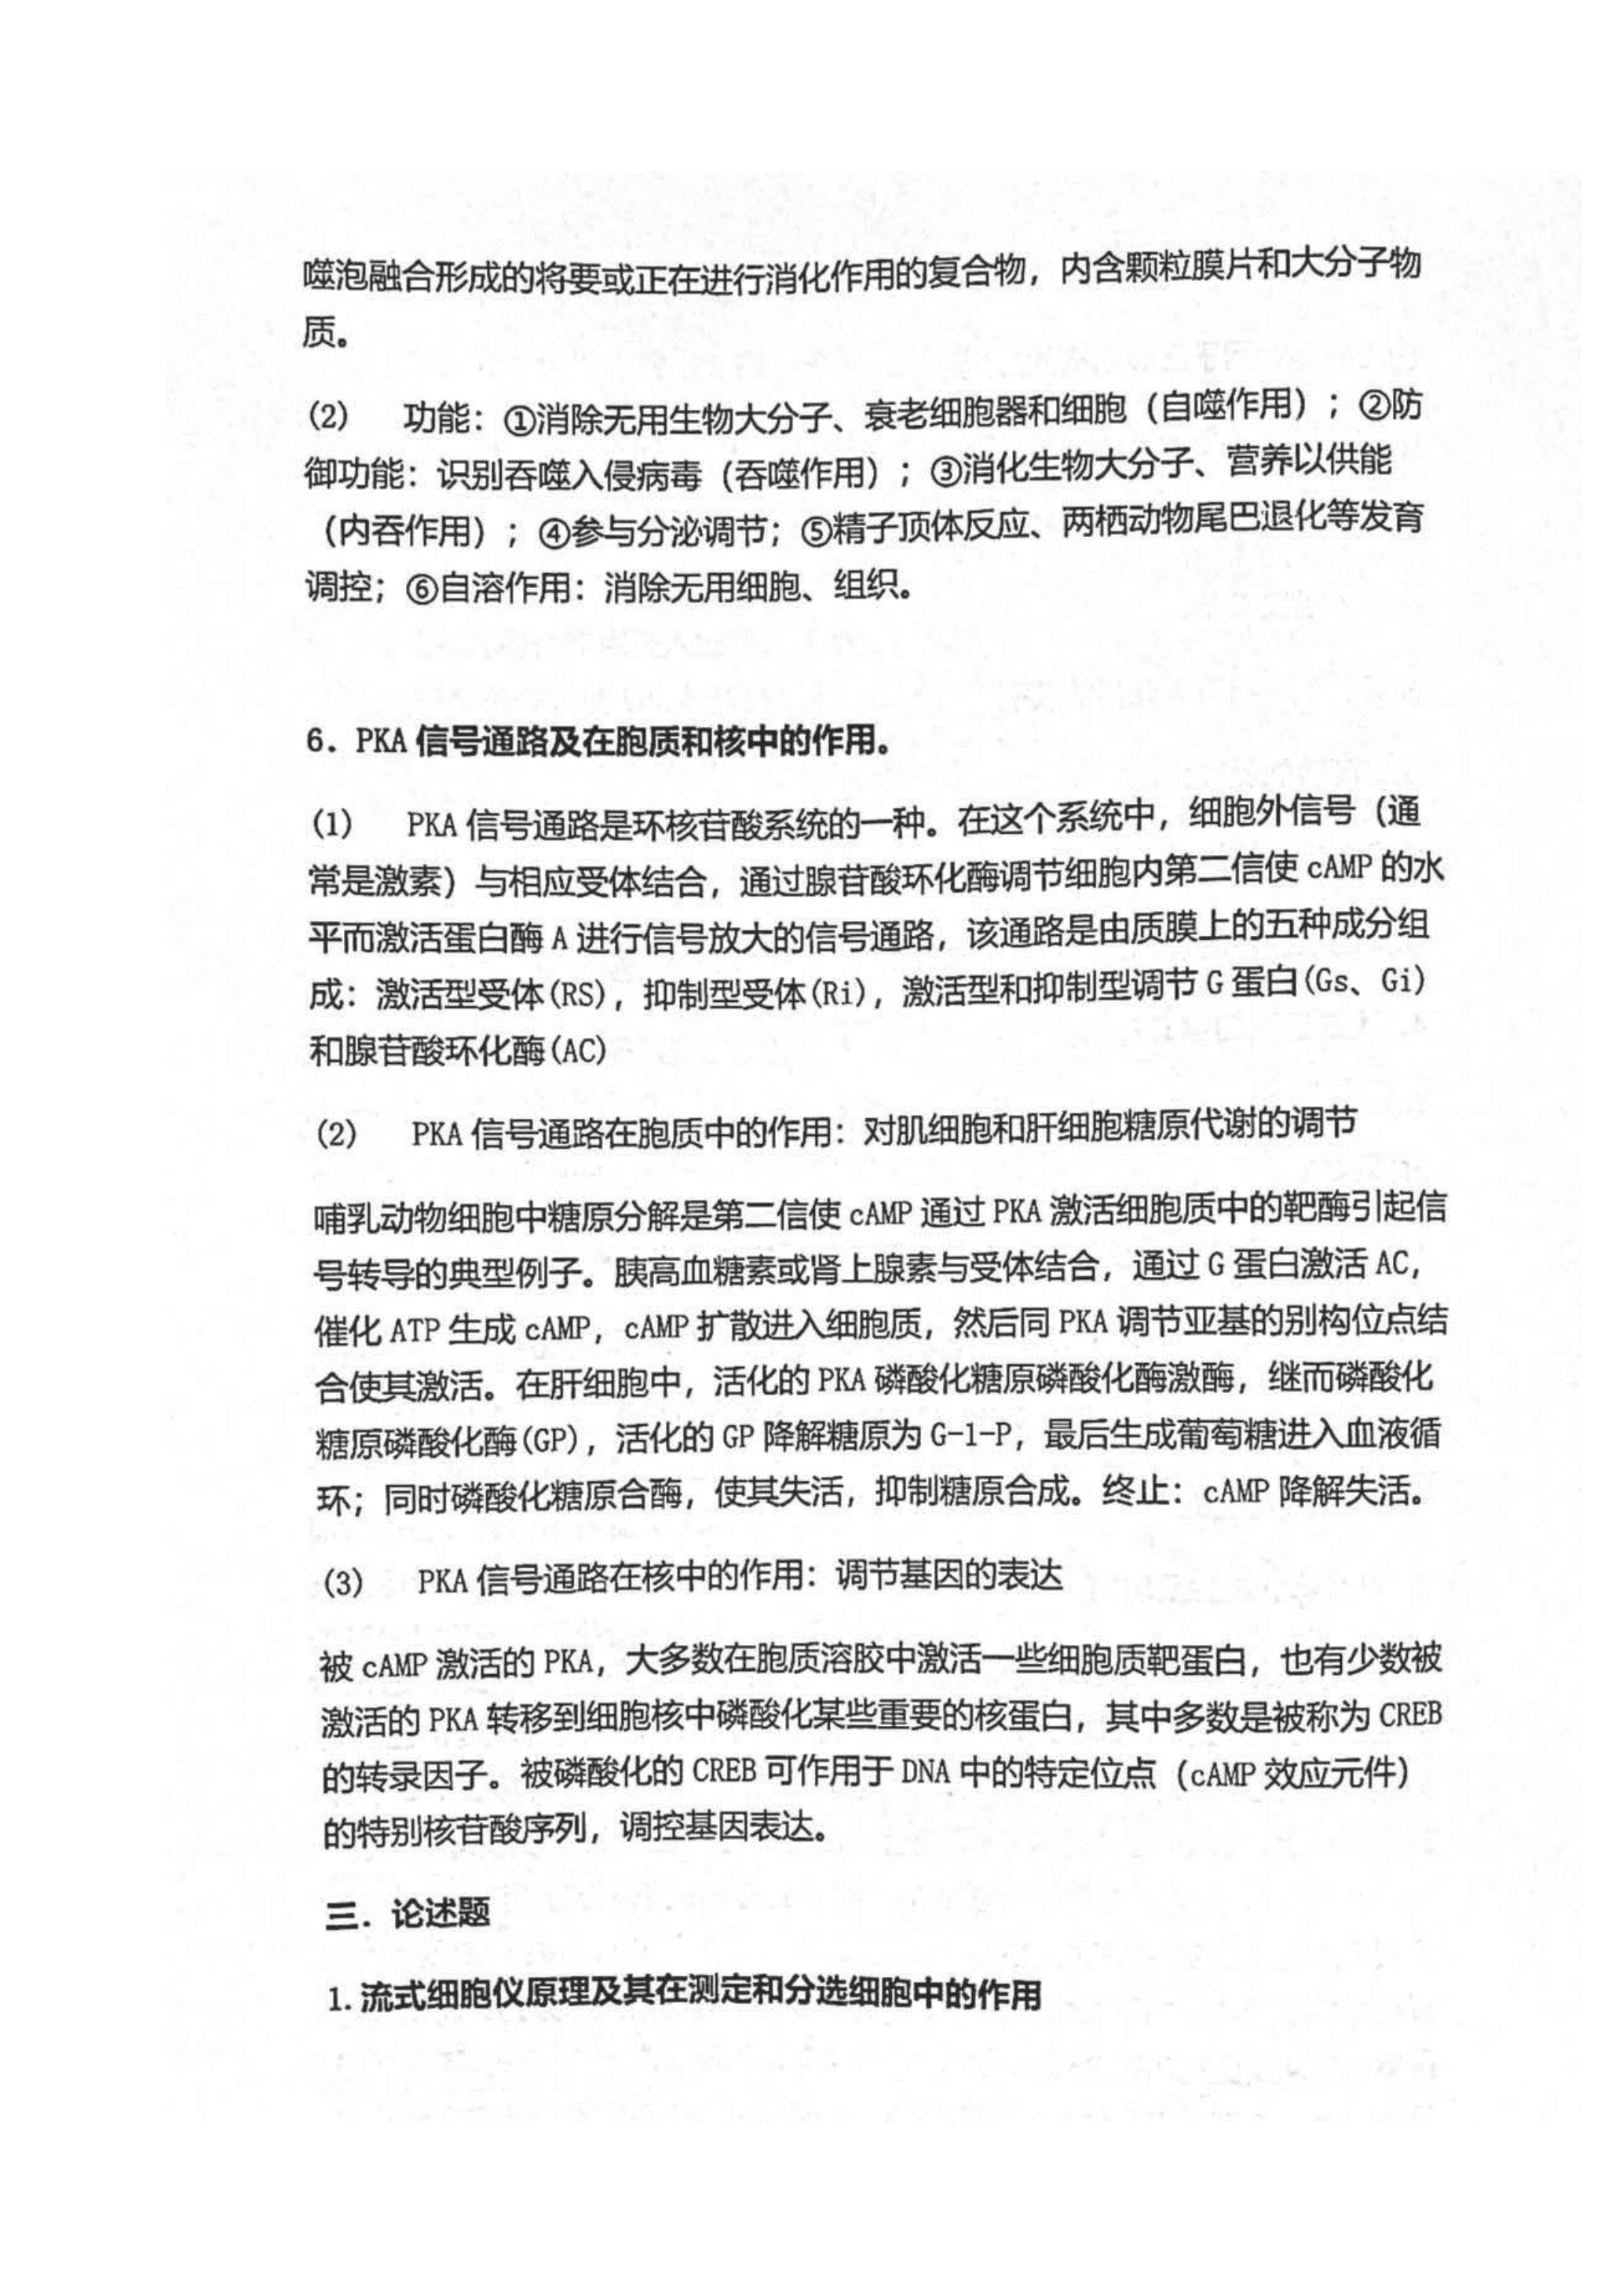 噬泡融合形成的将要或正在进行消化作用的复合物，内含颗粒膜片和大分子物
质。
(2) 功能：①消除无用生物大分子、衰老细胞器和细胞（自噬作用）；②防
御功能：识别吞噬入侵病毒（吞噬作用）；③消化生物大分子、营养以供能
（内吞作用）；④参与分泌调节；⑤精子顶体反应、两栖动物尾巴退化等发育
调控；⑥自溶作用：消除无用细胞、组织。
6. PKA 信号通路及在胞质和核中的作用。
(1) PKA 信号通路是环核苷酸系统的一种。在这个系统中，细胞外信号（通
常是激素）与相应受体结合，通过腺苷酸环化酶调节细胞内第二信使 cAMP 的水
平而激活蛋白酶 A 进行信号放大的信号通路，该通路是由质膜上的五种成分组
成：激活型受体(RS)，抑制型受体(Ri)，激活型和抑制型调节 G 蛋白(Gs、Gi)
和腺苷酸环化酶(AC)
(2) PKA 信号通路在胞质中的作用：对肌细胞和肝细胞糖原代谢的调节
哺乳动物细胞中糖原分解是第二信使 cAMP 通过 PKA 激活细胞质中的靶酶引起信
号转导的典型例子。胰高血糖素或肾上腺素与受体结合，通过 G 蛋白激活 AC，
催化 ATP 生成 cAMP，cAMP 扩散进入细胞质，然后同 PKA 调节亚基的别构位点结
合使其激活。在肝细胞中，活化的 PKA 磷酸化糖原磷酸化酶激酶，继而磷酸化
糖原磷酸化酶(GP)，活化的 GP 降解糖原为 G-1-P，最后生成葡萄糖进入血液循
环；同时磷酸化糖原合酶，使其失活，抑制糖原合成。终止：cAMP 降解失活。
(3) PKA 信号通路在核中的作用：调节基因的表达
被 cAMP 激活的 PKA，大多数在胞质溶胶中激活一些细胞质靶蛋白，也有少数被
激活的 PKA 转移到细胞核中磷酸化某些重要的核蛋白，其中多数是被称为 CREB
的转录因子。被磷酸化的 CREB 可作用于 DNA 中的特定位点（cAMP 效应元件）
的特别核苷酸序列，调控基因表达。
三. 论述题
1. 流式细胞仪原理及其在测定和分选细胞中的作用